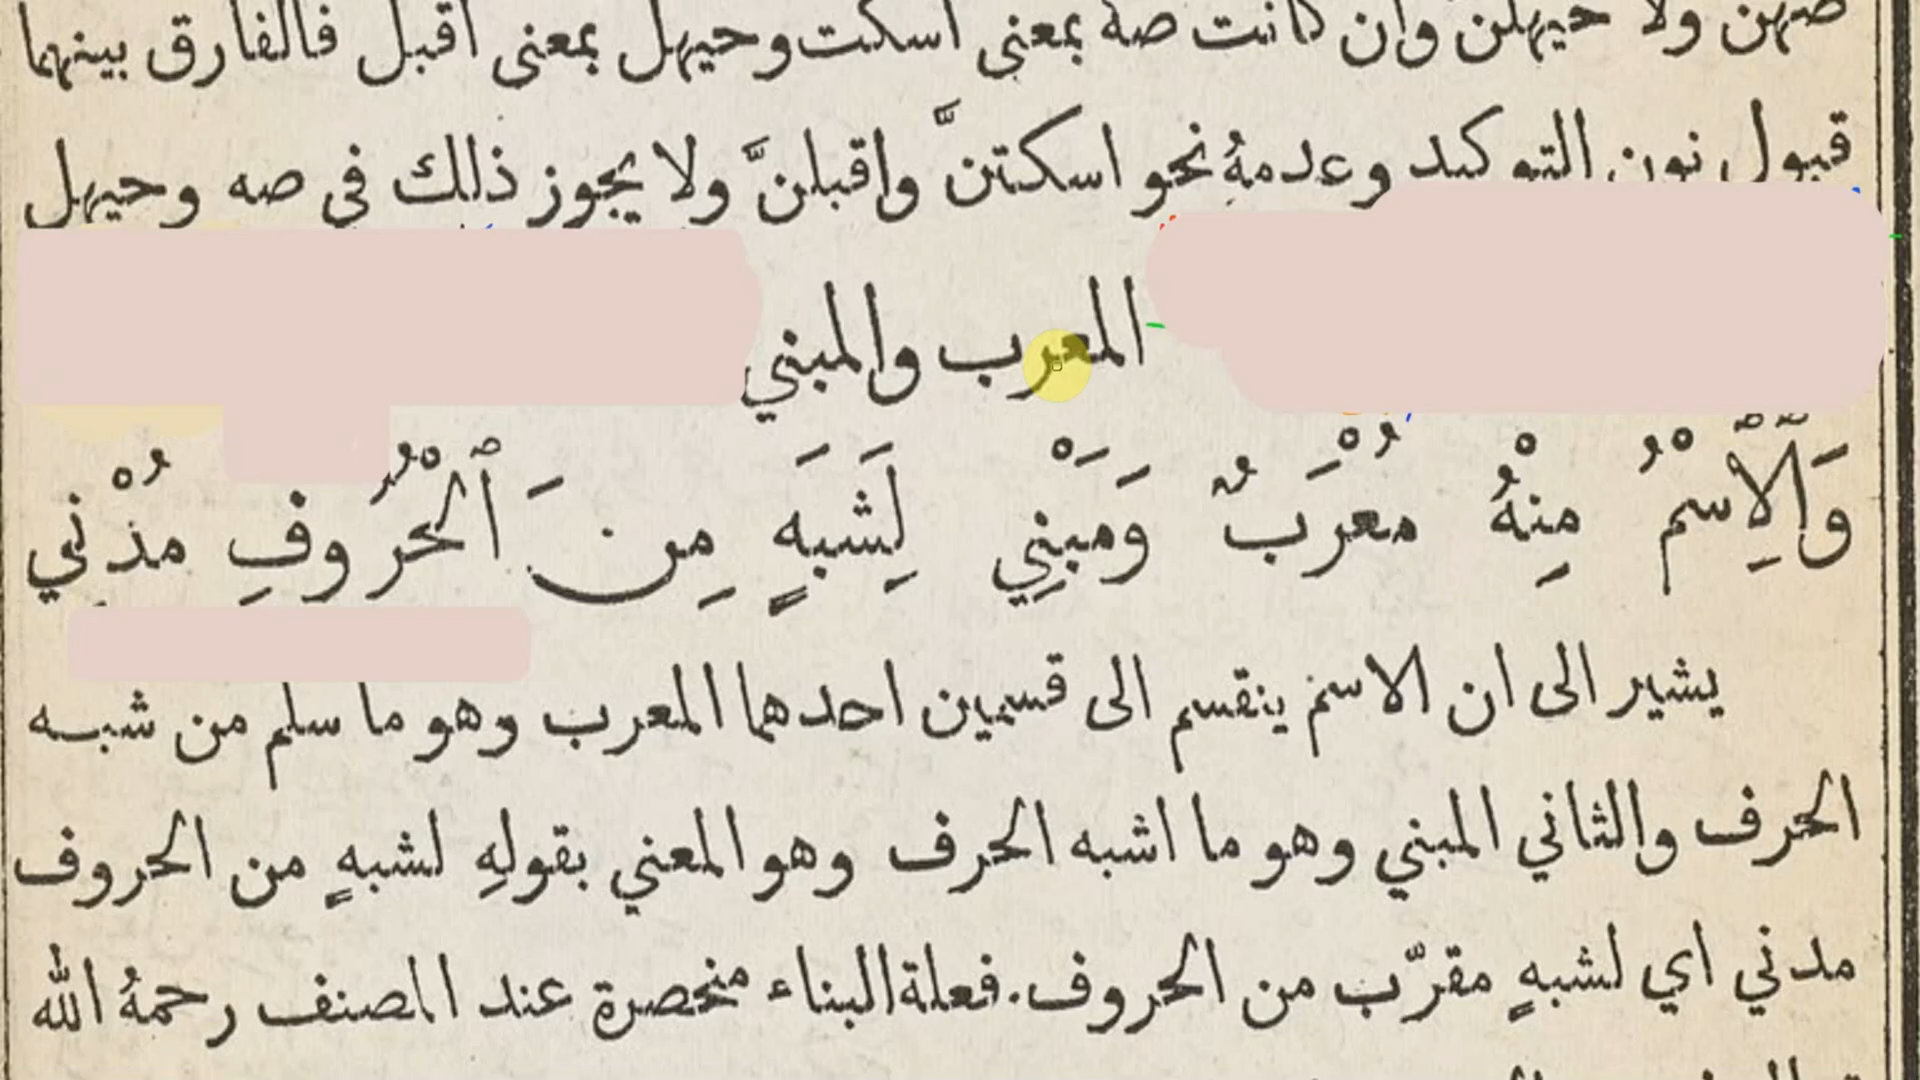 صهن ولا حيهلن وان كانت صه بمعنى اسكت وحيهل بمعنى اقبل فالفارق بينهما
قبول نون التوكيد وعدمهُ نحو اسكتنَّ واقبلنَّ ولا يجوز ذلك في صه وحيهل
المعرب والمبني
وَٱلْاِسْمُ مِنْهُ مُعْرَبٌ وَمَبْنِي لِشَبَهٍ مِنَ ٱلْحُرُوفِ مُدْنِي
يشير الى ان الاسم ينقسم الى قسمين احدهما المعرب وهو ما سلم من شبه
الحرف والثاني المبني وهو ما اشبه الحرف وهو المعني بقولهِ لشبهٍ من الحروف
مدني اي لشبهٍ مقرّب من الحروف. فعلة البناء منحصرة عند المصنف رحمهُ الله